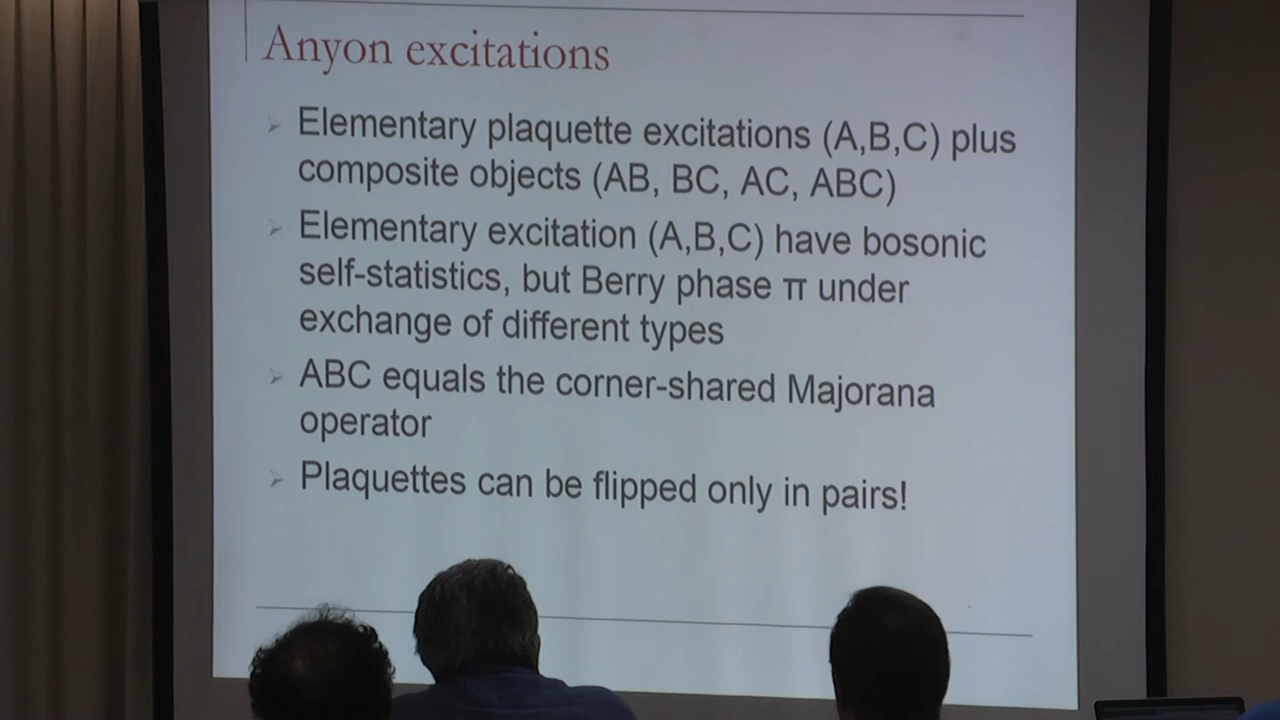 Anyon excitations
Elementary plaquette excitations (A,B,C) plus
composite objects (AB, BC, AC, ABC)
Elementary excitation (A,B,C) have bosonic
self-statistics, but Berry phase π under
exchange of different types
ABC equals the corner-shared Majorana
operator
Plaquettes can be flipped only in pairs!